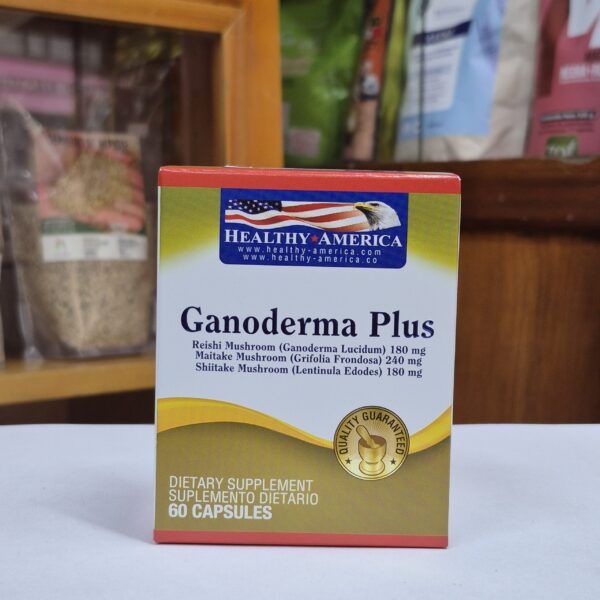 HEALTHY★AMERICA
www.healthy-america.com
www.healthy-america.co
Ganoderma Plus
Reishi Mushroom (Ganoderma Lucidum) 180 mg
Maitake Mushroom (Grifolia Frondosa) 240 mg
Shiitake Mushroom (Lentinula Edodes) 180 mg
QUALITY GUARANTEED
DIETARY SUPPLEMENT
SUPLEMENTO DIETARIO
60 CAPSULES